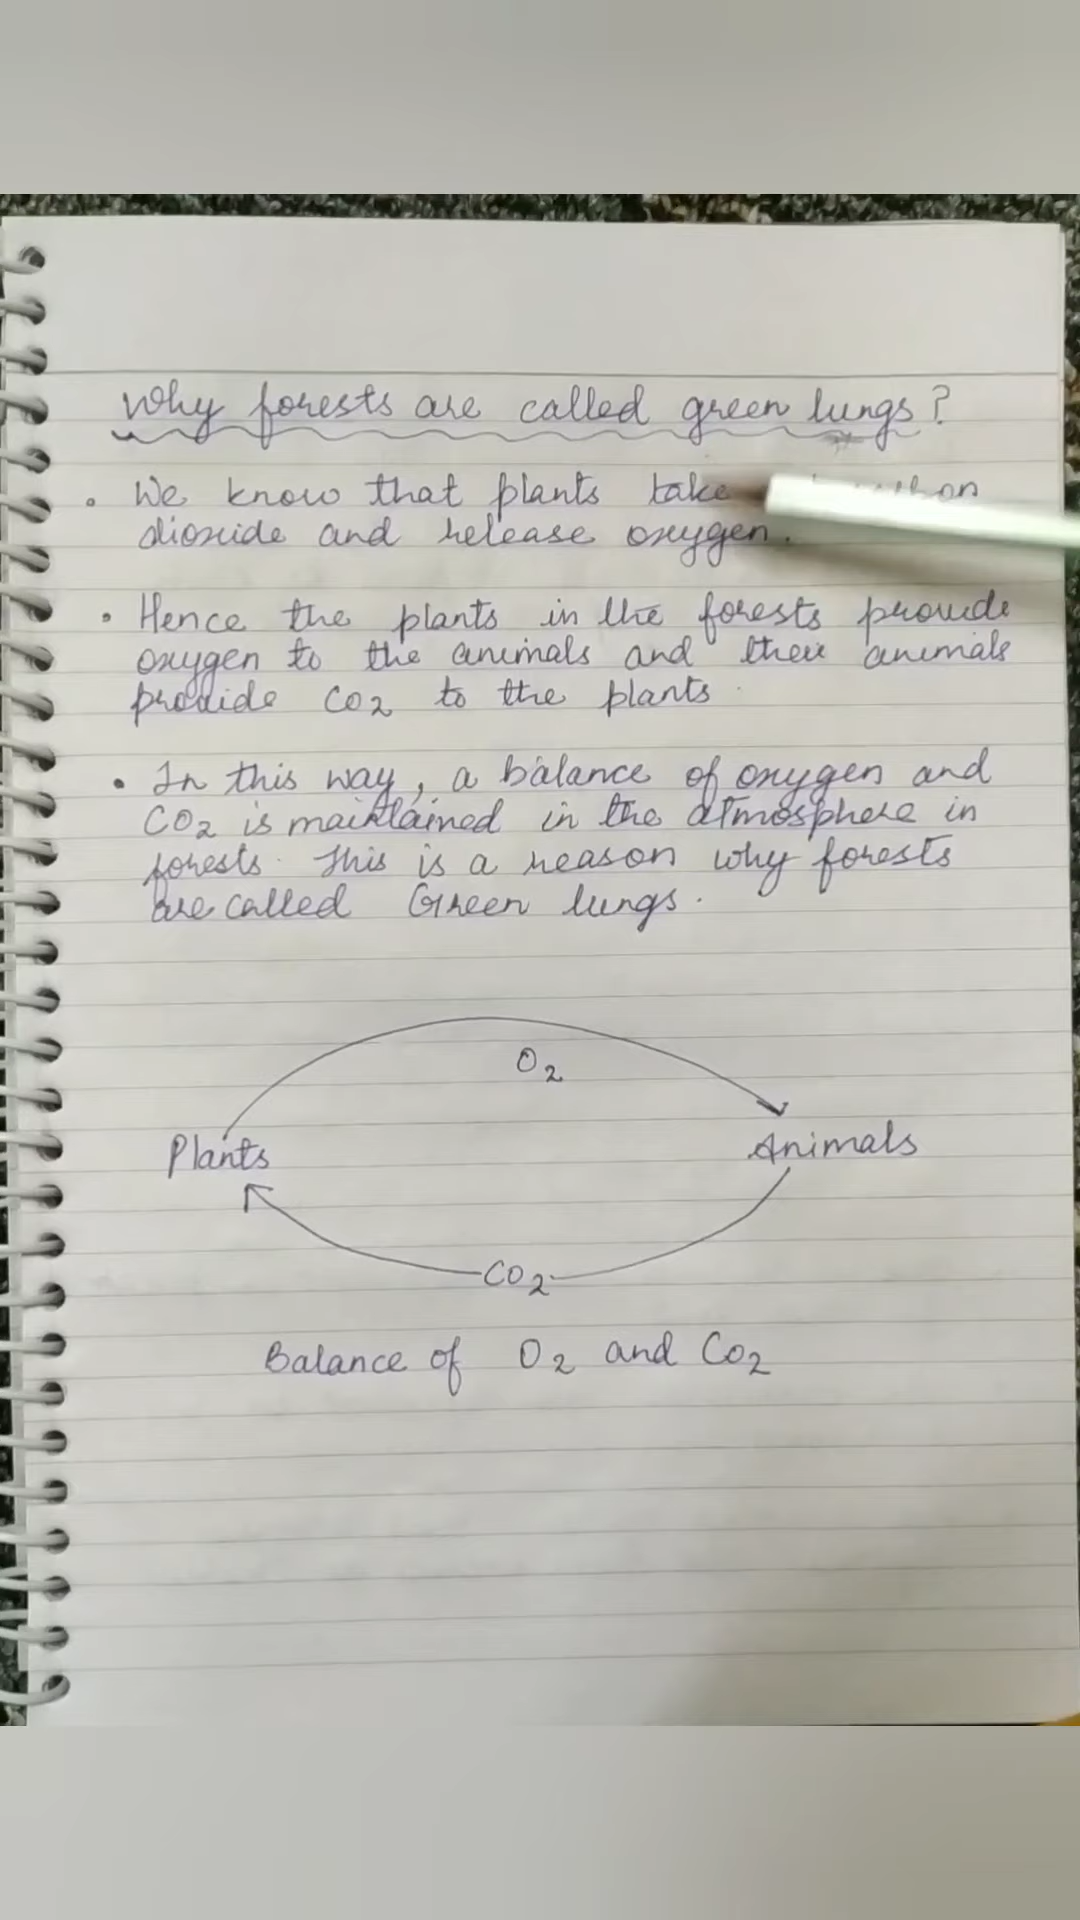 Why forests are called green lungs?
• We know that plants take
dioxide and release oxygen.
• Hence the plants in the forests provide
oxygen to the animals and their animals
provide CO2 to the plants.
• In this way, a balance of oxygen and
CO2 is maintained in the atmosphere in
forests. This is a reason why forests
are called Green lungs.
O2
Plants
Animals
CO2
Balance of O2 and CO2